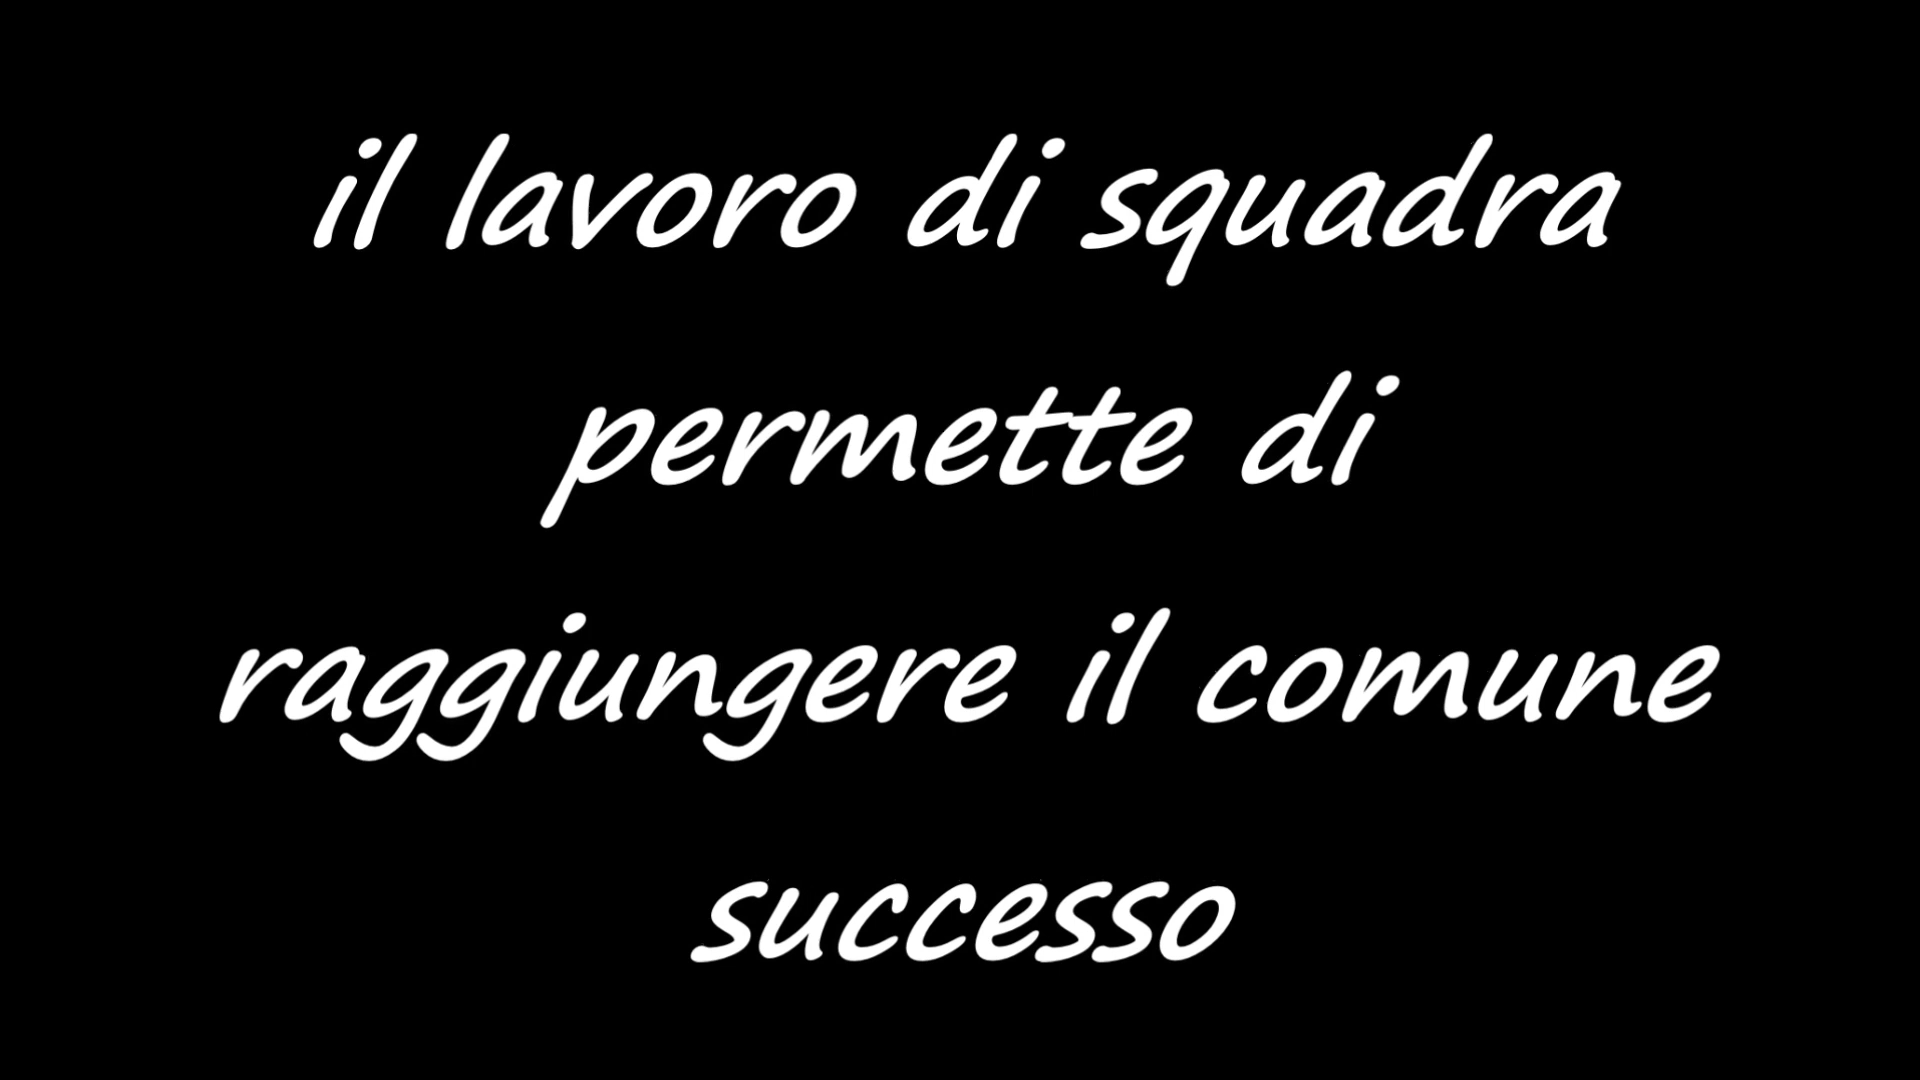 il lavoro di squadra
permette di
raggiungere il comune
successo